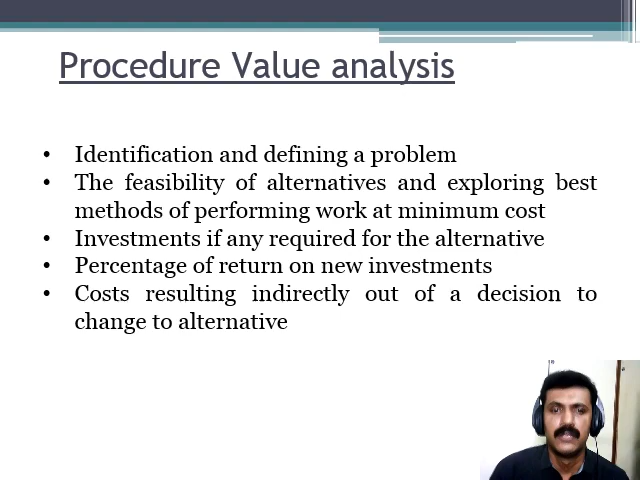 Procedure Value analysis
• Identification and defining a problem
• The feasibility of alternatives and exploring best
methods of performing work at minimum cost
• Investments if any required for the alternative
• Percentage of return on new investments
• Costs resulting indirectly out of a decision to
change to alternative